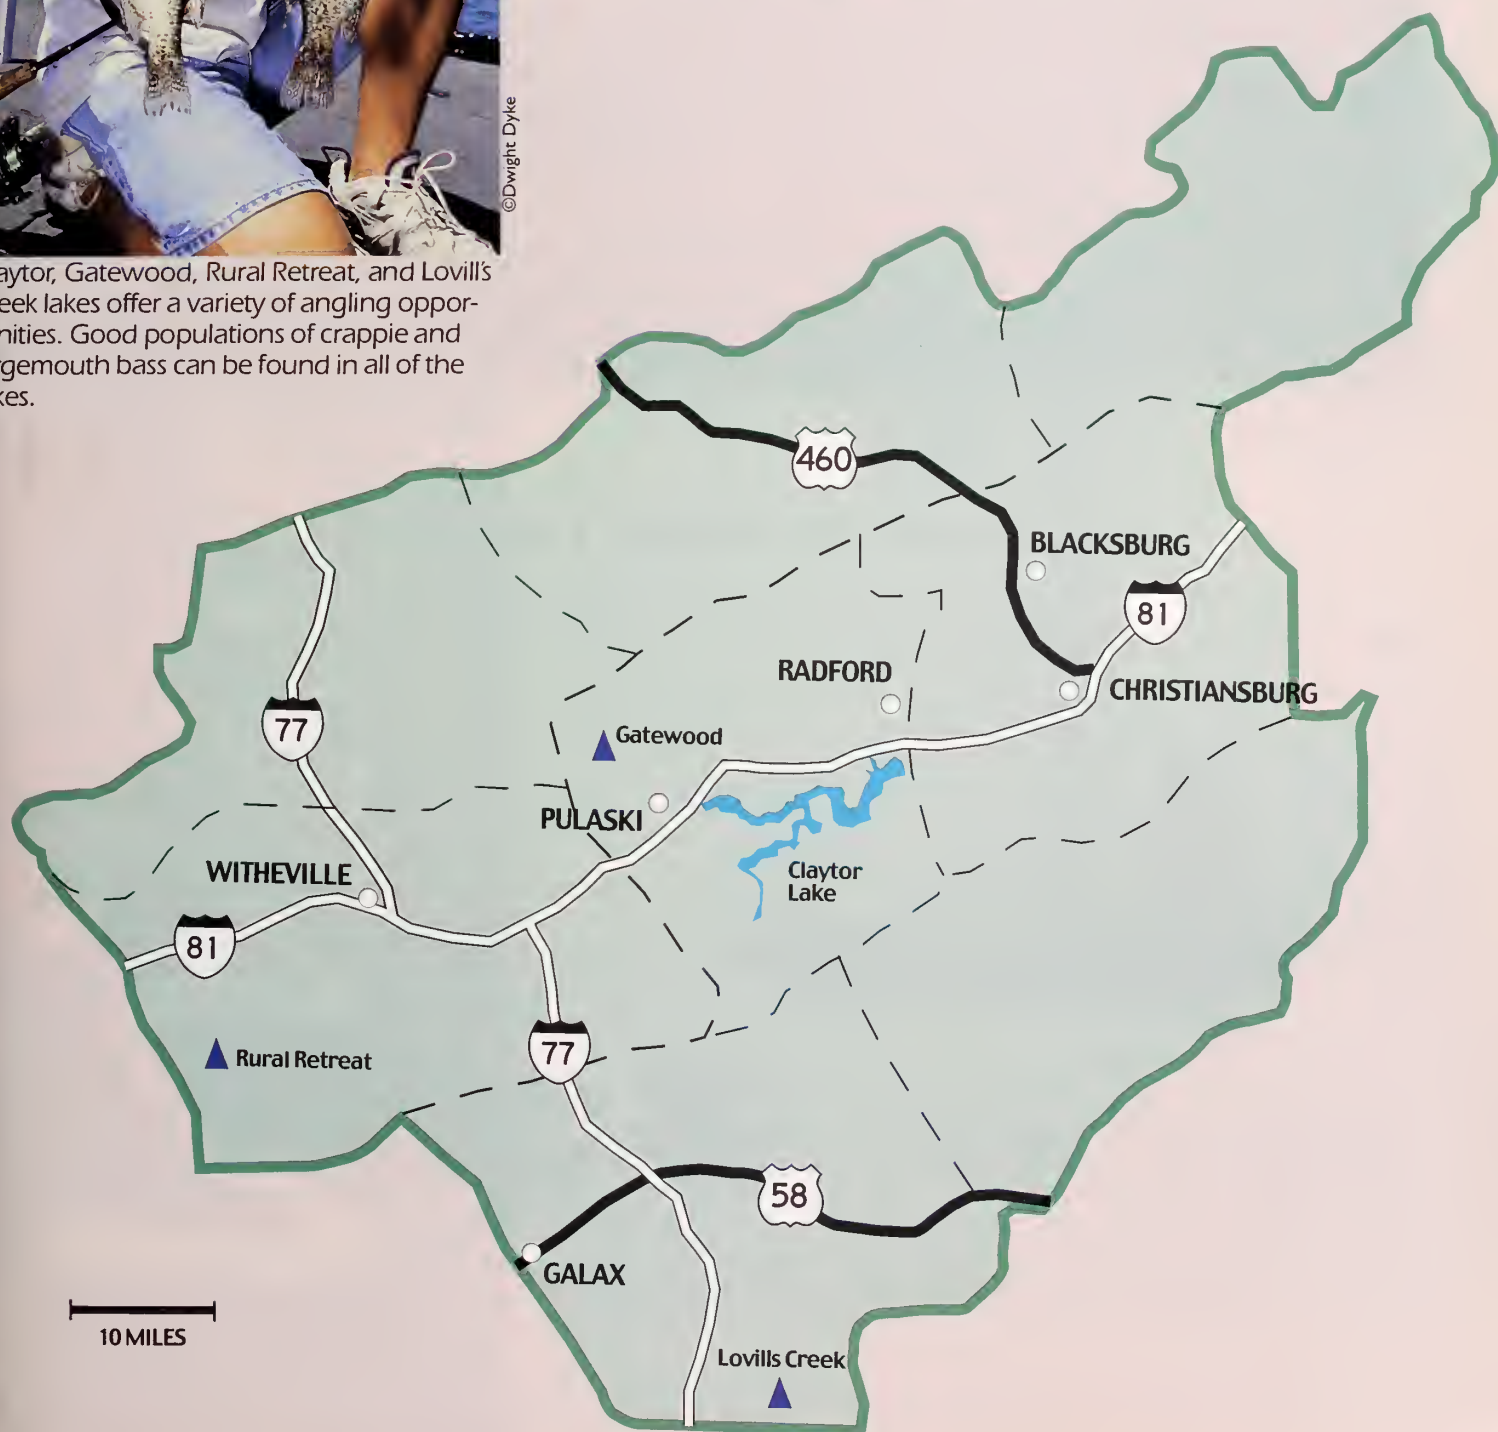 ©Dwight Dyke
aytor, Gatewood, Rural Retreat, and Lovill's
eek lakes offer a variety of angling oppor-
nities. Good populations of crappie and
rgemouth bass can be found in all of the
kes.
460
BLACKSBURG
81
RADFORD
CHRISTIANSBURG
77
Gatewood
PULASKI
WITHEVILLE
Claytor
Lake
81
77
Rural Retreat
58
GALAX
10 MILES
Lovills Creek